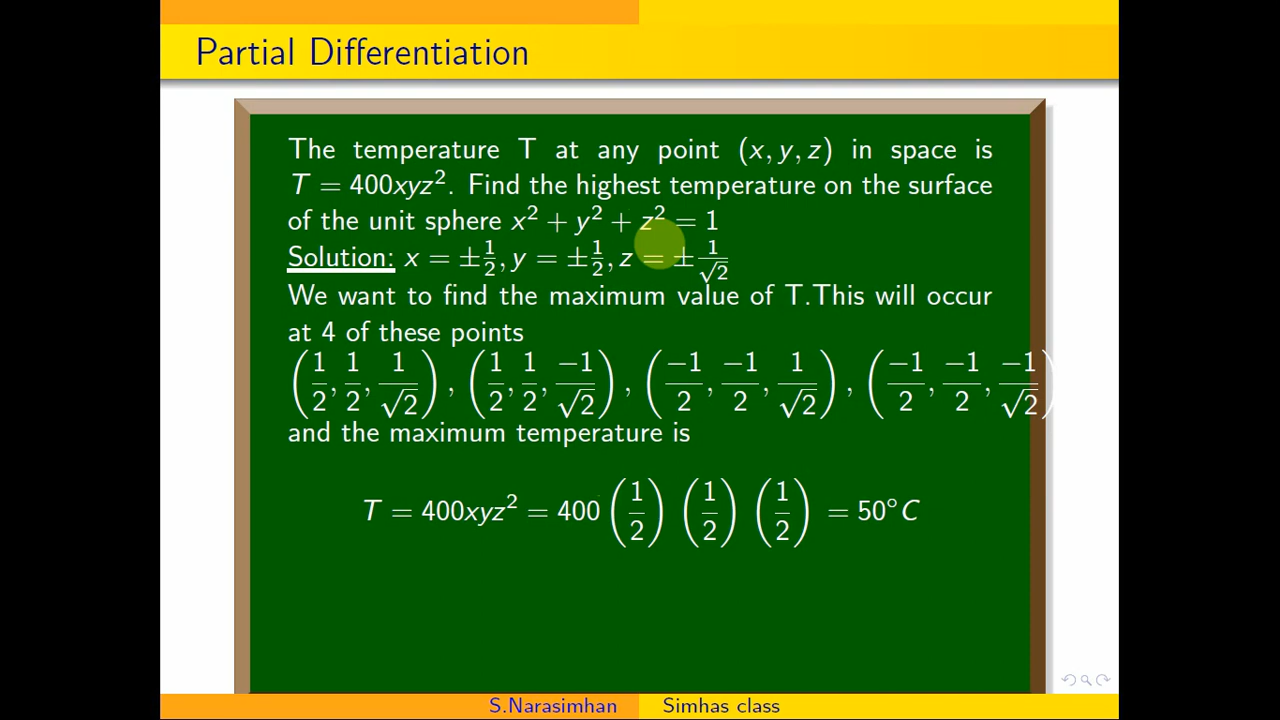 Partial Differentiation
The temperature T at any point (x, y, z) in space is
T = 400xyz². Find the highest temperature on the surface
of the unit sphere x² + y² + z² = 1
Solution: x = ±1/2, y = ±1/2, z = ±1/√2
We want to find the maximum value of T.This will occur
at 4 of these points
(1/2, 1/2, 1/√2), (1/2, 1/2, −1/√2), (−1/2, −1/2, 1/√2), (−1/2, −1/2, −1/√2)
and the maximum temperature is
T = 400xyz² = 400 (1/2) (1/2) (1/2) = 50°C
S.Narasimhan Simhas class